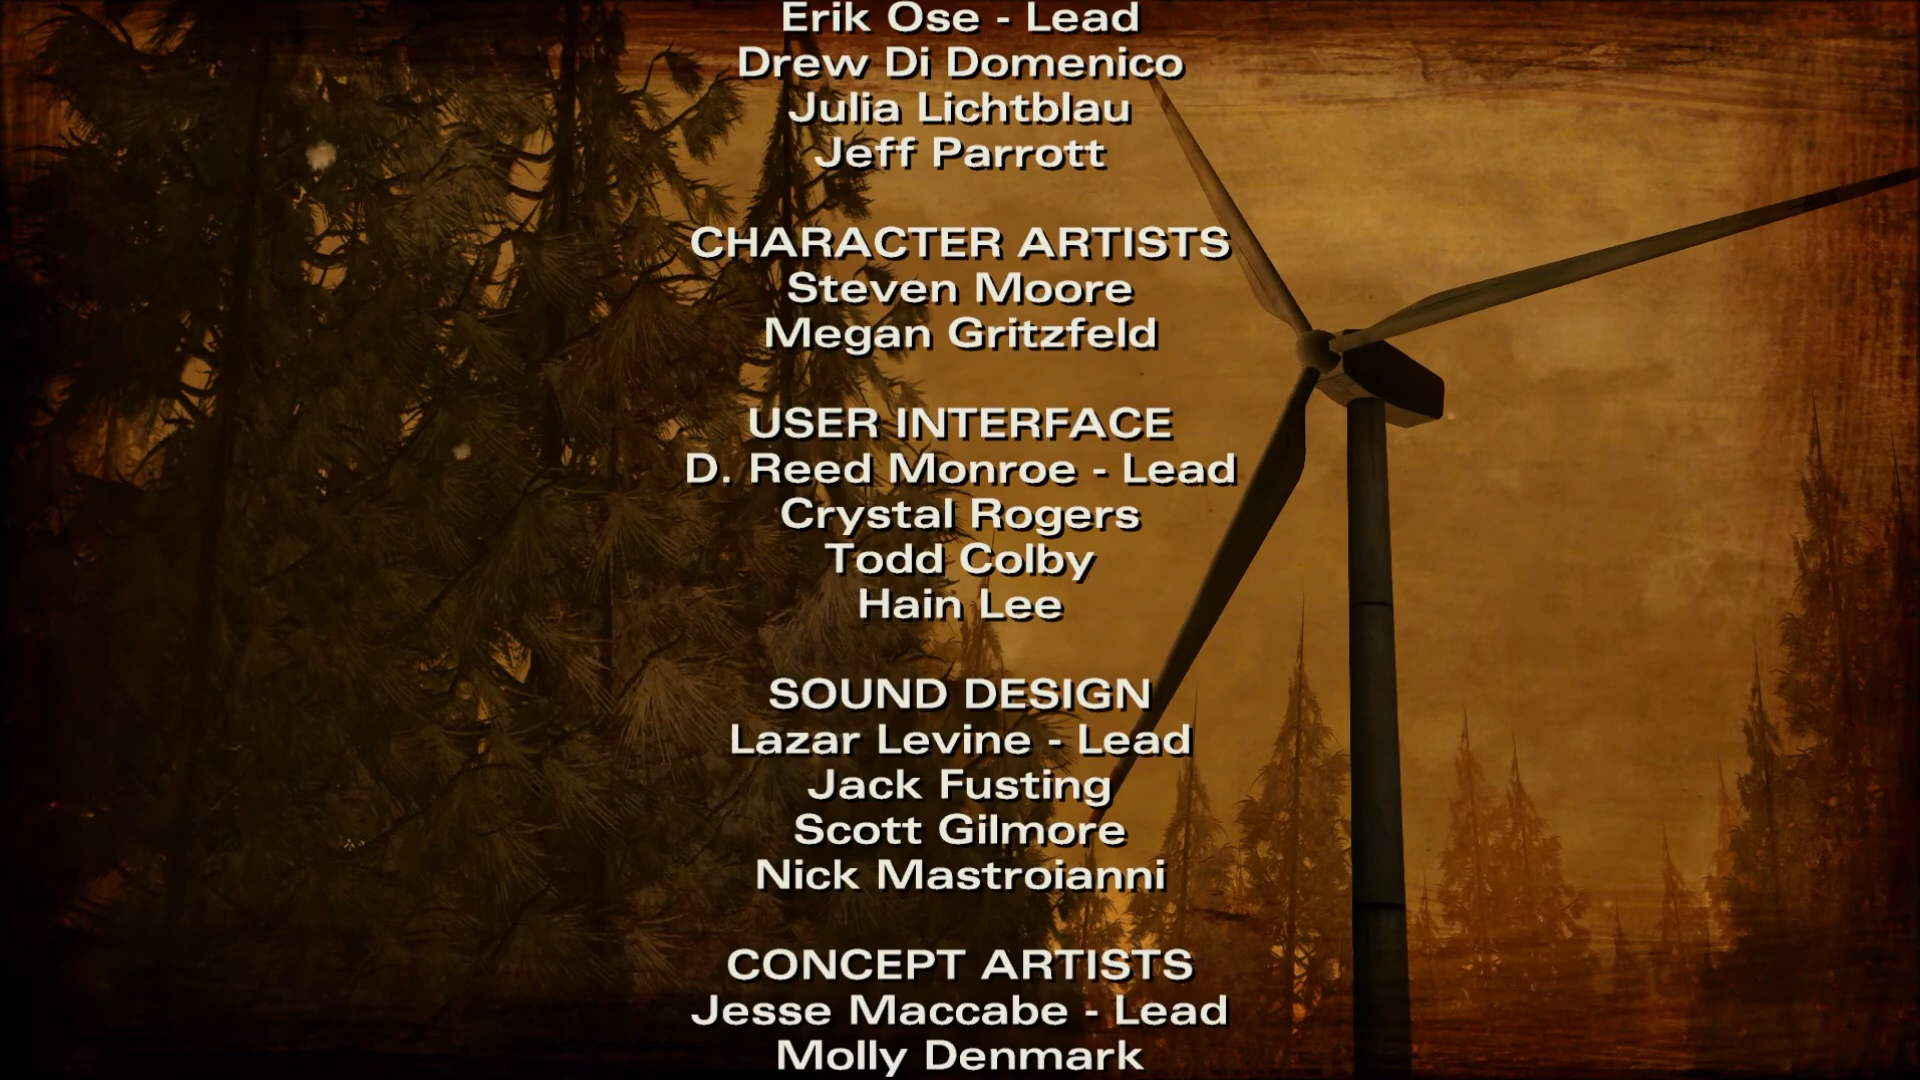 Erik Ose - Lead
Drew Di Domenico
Julia Lichtblau
Jeff Parrott
CHARACTER ARTISTS
Steven Moore
Megan Gritzfeld
USER INTERFACE
D. Reed Monroe - Lead
Crystal Rogers
Todd Colby
Hain Lee
SOUND DESIGN
Lazar Levine - Lead
Jack Fusting
Scott Gilmore
Nick Mastroianni
CONCEPT ARTISTS
Jesse Maccabe - Lead
Molly Denmark